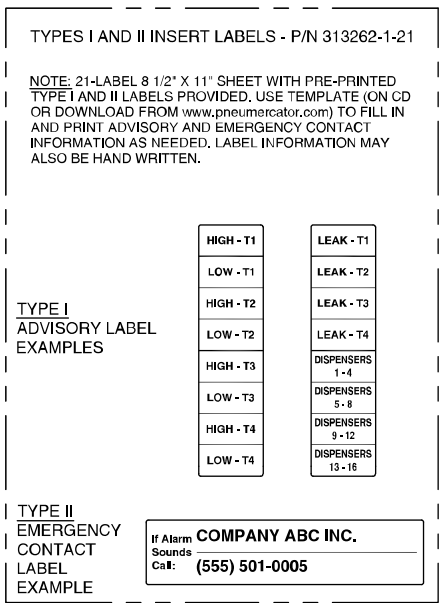 TYPES I AND II INSERT LABELS - P/N 313262-1-21
NOTE: 21-LABEL 8 1/2" X 11" SHEET WITH PRE-PRINTED
TYPE I AND II LABELS PROVIDED. USE TEMPLATE (ON CD
OR DOWNLOAD FROM www.pneumercator.com) TO FILL IN
AND PRINT ADVISORY AND EMERGENCY CONTACT
INFORMATION AS NEEDED. LABEL INFORMATION MAY
ALSO BE HAND WRITTEN.
TYPE I
ADVISORY LABEL
EXAMPLES
HIGH - T1
LOW - T1
HIGH - T2
LOW - T2
HIGH - T3
LOW - T3
HIGH - T4
LOW - T4
LEAK - T1
LEAK - T2
LEAK - T3
LEAK - T4
DISPENSERS
1 - 4
DISPENSERS
5 - 8
DISPENSERS
9 - 12
DISPENSERS
13 - 16
TYPE II
EMERGENCY
CONTACT
LABEL
EXAMPLE
If Alarm
Sounds
Call:
COMPANY ABC INC.
(555) 501-0005